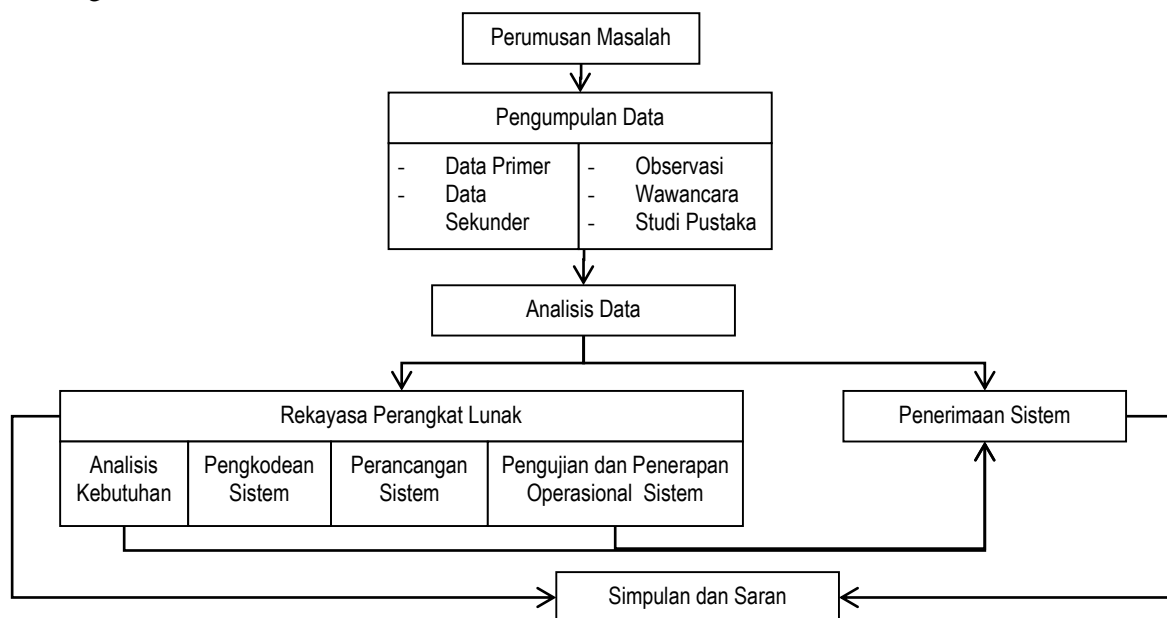 Perumusan Masalah
Pengumpulan Data
- Data Primer
- Data
Sekunder
- Observasi
- Wawancara
- Studi Pustaka
Analisis Data
Rekayasa Perangkat Lunak
Analisis
Kebutuhan
Pengkodean
Sistem
Perancangan
Sistem
Pengujian dan Penerapan
Operasional Sistem
Penerimaan Sistem
Simpulan dan Saran